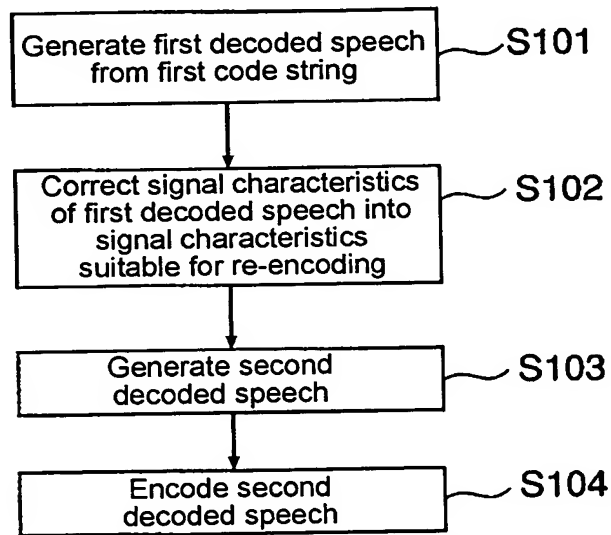 Generate first decoded speech
from first code string
S101
Correct signal characteristics
of first decoded speech into
signal characteristics
suitable for re-encoding
S102
Generate second
decoded speech
S103
Encode second
decoded speech
S104